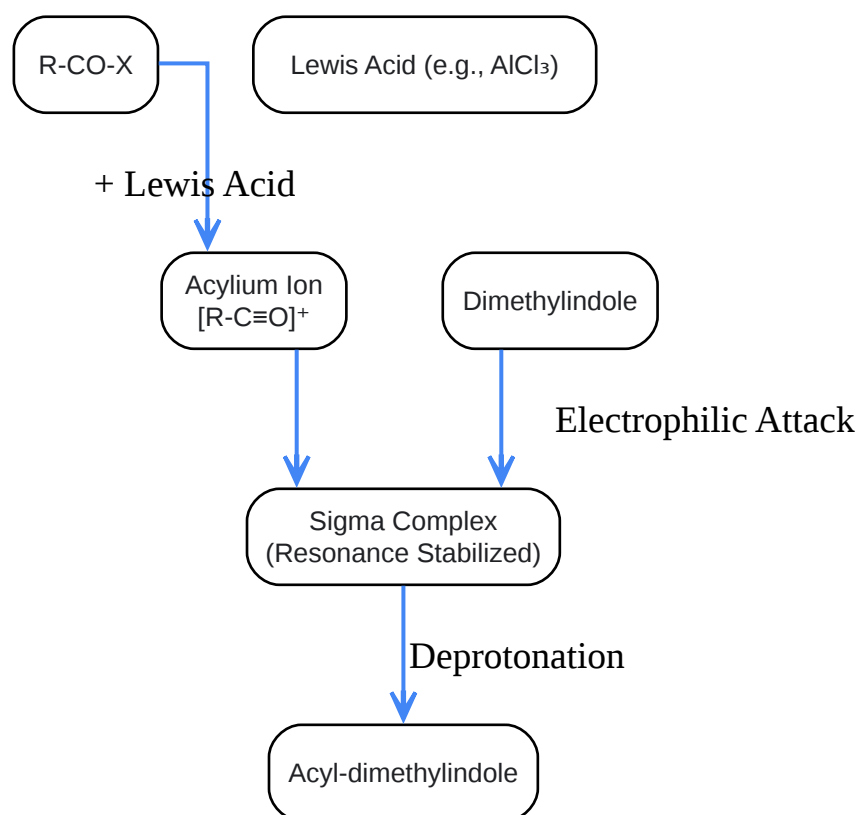 R-CO-X
Lewis Acid (e.g., AlCl₃)
+ Lewis Acid
Acylium Ion
[R-C≡O]⁺
Dimethylindole
Electrophilic Attack
Sigma Complex
(Resonance Stabilized)
Deprotonation
Acyl-dimethylindole